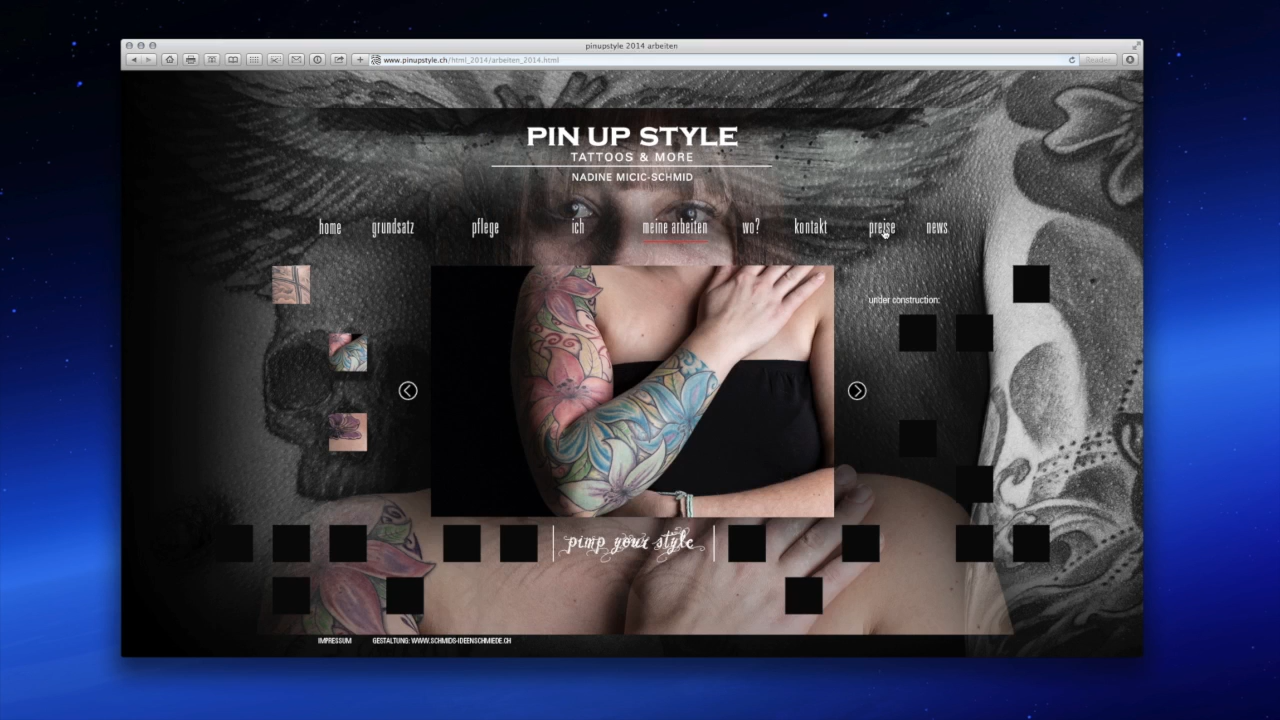 pinupstyle 2014 arbeiten
www.pinupstyle.ch/html_2014/arbeiten_2014.html
Reader
PIN UP STYLE
TATTOOS & MORE
NADINE MICIC-SCHMID
home grundsatz pflege ich meine arbeiten wo? kontakt preise news
under construction:
pimp your style
IMPRESSUM GESTALTUNG: WWW.SCHMIDS-IDEENSCHMIEDE.CH